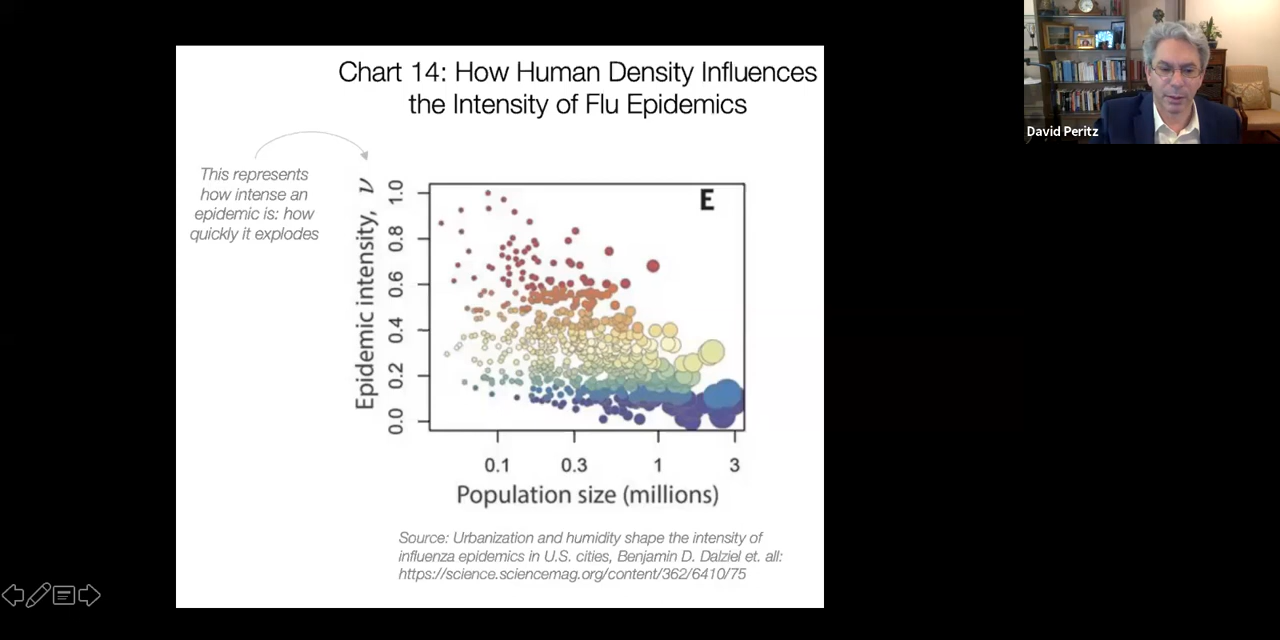 Chart 14: How Human Density Influences
the Intensity of Flu Epidemics
David Peritz
This represents
how intense an
epidemic is: how
quickly it explodes
Epidemic intensity, ν
1.0
0.8
0.6
0.4
0.2
0.0
E
0.1 0.3 1 3
Population size (millions)
Source: Urbanization and humidity shape the intensity of
influenza epidemics in U.S. cities, Benjamin D. Dalziel et. all:
https://science.sciencemag.org/content/362/6410/75